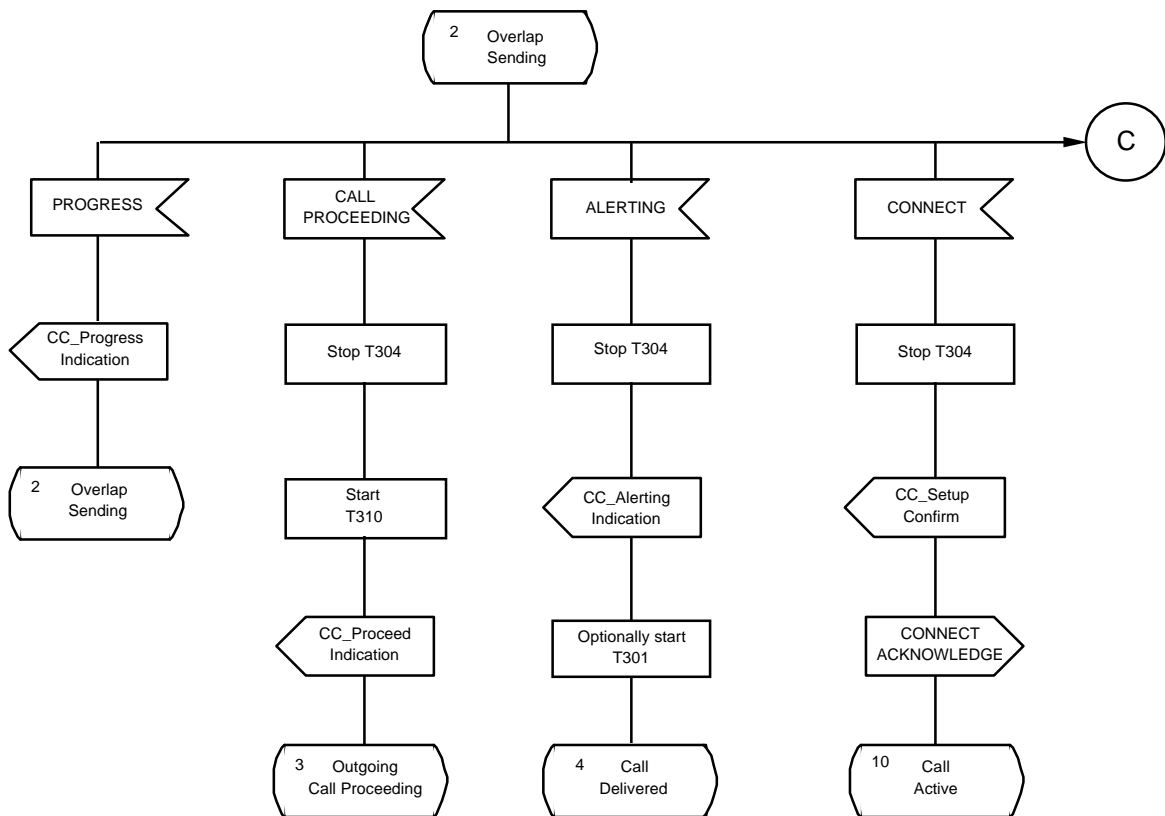 2 Overlap
Sending
C
PROGRESS
CC_Progress
Indication
2 Overlap
Sending
CALL
PROCEEDING
Stop T304
Start
T310
CC_Proceed
Indication
3 Outgoing
Call Proceeding
ALERTING
Stop T304
CC_Alerting
Indication
Optionally start
T301
4 Call
Delivered
CONNECT
Stop T304
CC_Setup
Confirm
CONNECT
ACKNOWLEDGE
10 Call
Active